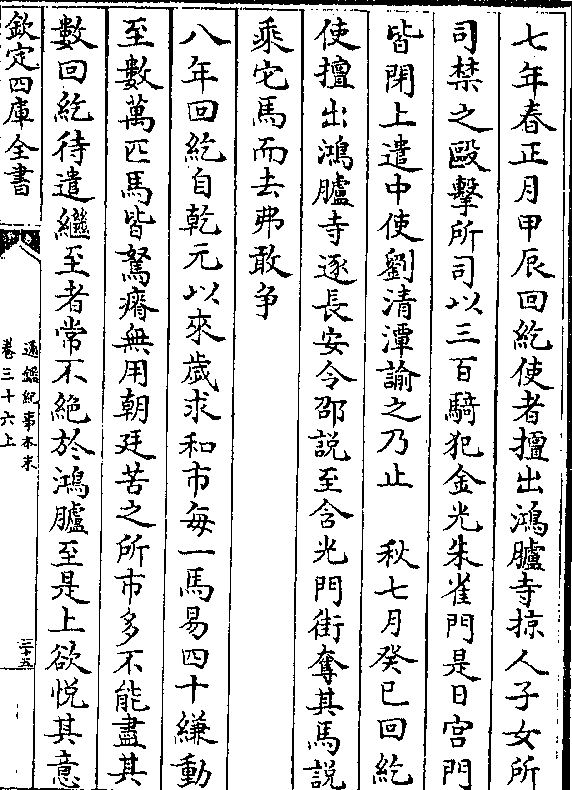 七年春正月甲辰回紇使者擅出鴻臚寺掠人子女所
司禁之毆擊所司以三百騎犯金光朱雀門是日宮門
皆閉上遣中使劉清潭諭之乃止　秋七月癸巳回紇
使擅出鴻臚寺逐長安令邵説至含光門街奪其馬説
乘它馬而去弗敢争
八年回紇自乾元以來歲求和市每一馬易四十縑動
至數萬匹馬皆駑瘠無用朝廷苦之所市多不能盡其
數回紇待遣繼至者常不絶於鴻臚至是上欲悦其意
欽定四庫全書
通鑑紀事本末
卷三十六上
三十五